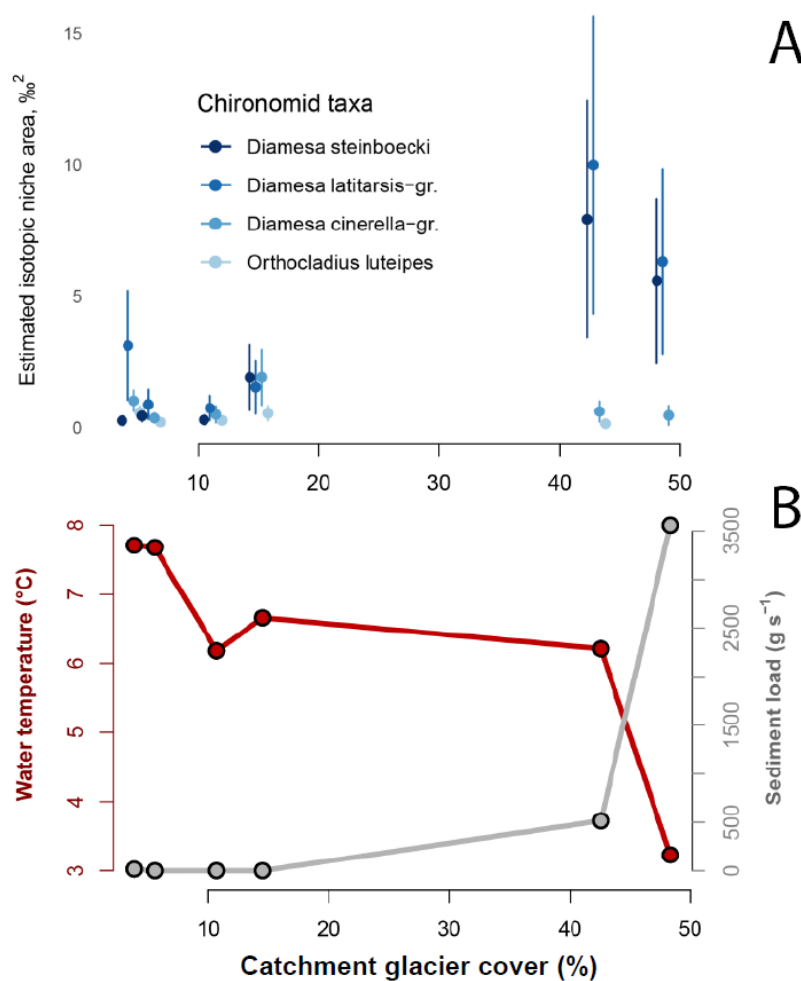 A
Estimated isotopic niche area, ‰²
15
10
5
0
Chironomid taxa
Diamesa steinboecki
Diamesa latitarsis-gr.
Diamesa cinerella-gr.
Orthocladius luteipes
10 20 30 40 50
B
Water temperature (°C)
8
7
6
5
4
3
Sediment load (g s⁻¹)
3500
2500
1500
500
0
10 20 30 40 50
Catchment glacier cover (%)